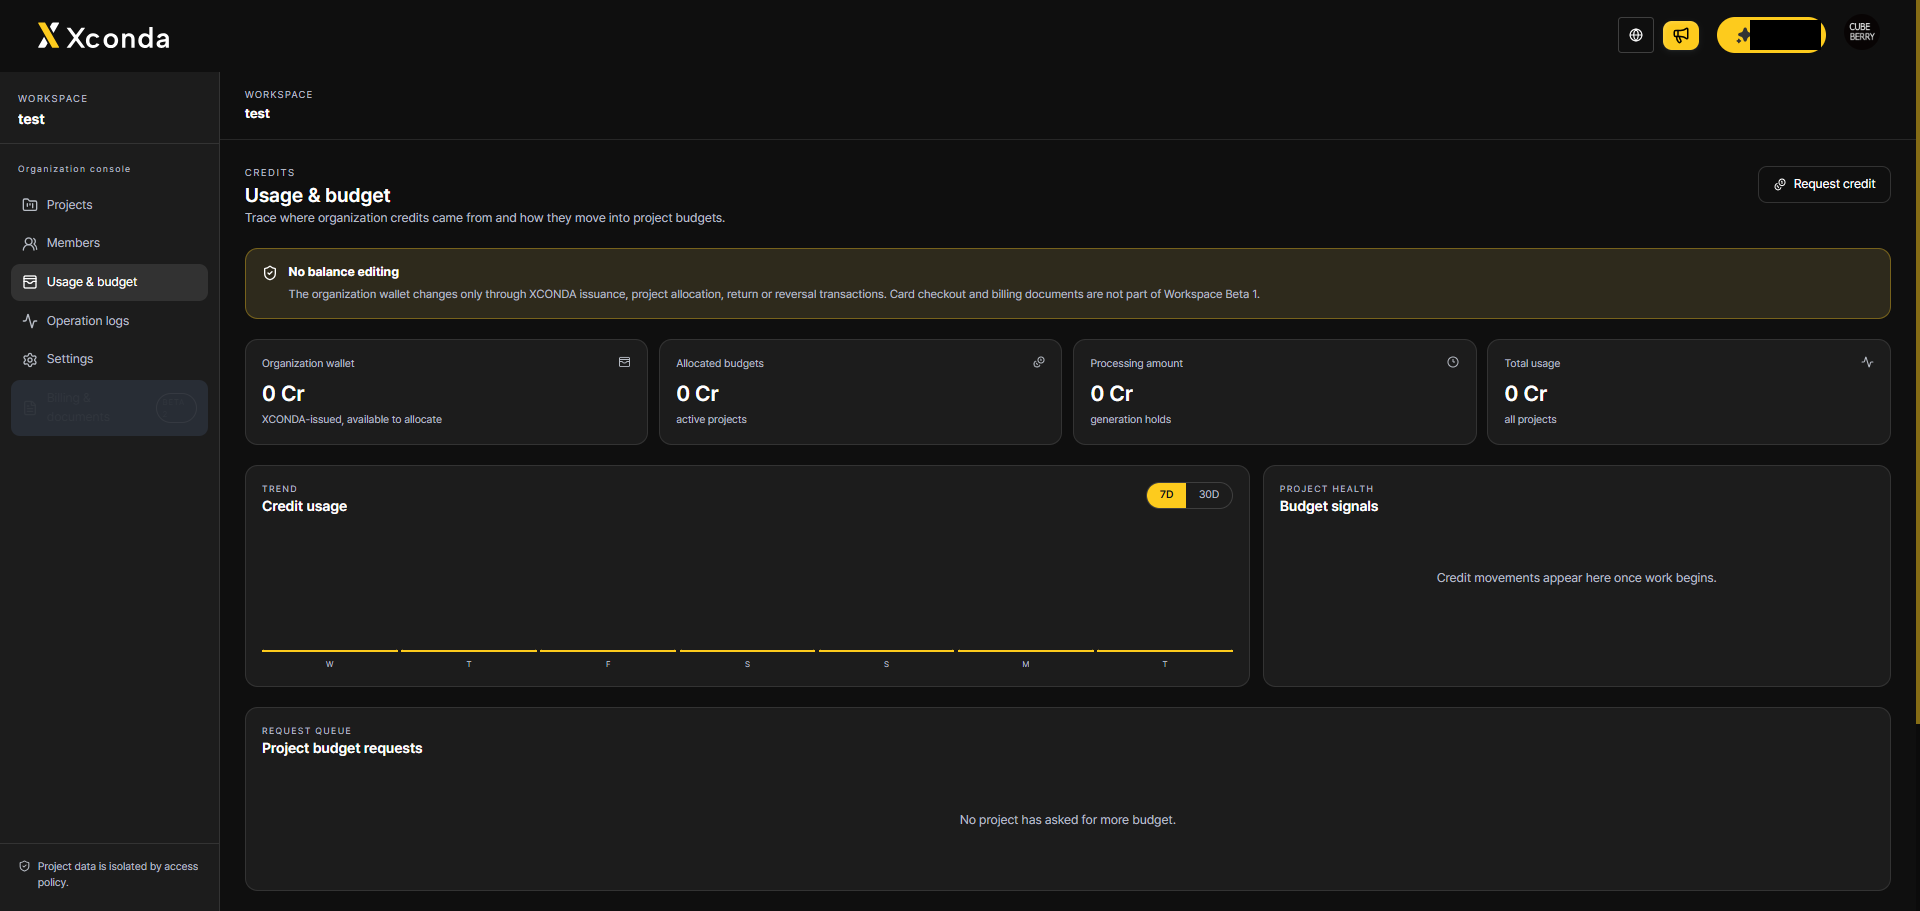 Xconda
CUBE
BERRY
WORKSPACE
test
Organization console
Projects
Members
Usage & budget
Operation logs
Settings
Billing &
documents
Project data is isolated by access
policy.
WORKSPACE
test
CREDITS
Usage & budget
Trace where organization credits came from and how they move into project budgets.
Request credit
No balance editing
The organization wallet changes only through XCONDA issuance, project allocation, return or reversal transactions. Card checkout and billing documents are not part of Workspace Beta 1.
Organization wallet
0 Cr
XCONDA-issued, available to allocate
Allocated budgets
0 Cr
active projects
Processing amount
0 Cr
generation holds
Total usage
0 Cr
all projects
TREND
Credit usage
7D 30D
W T F S S M T
PROJECT HEALTH
Budget signals
Credit movements appear here once work begins.
REQUEST QUEUE
Project budget requests
No project has asked for more budget.